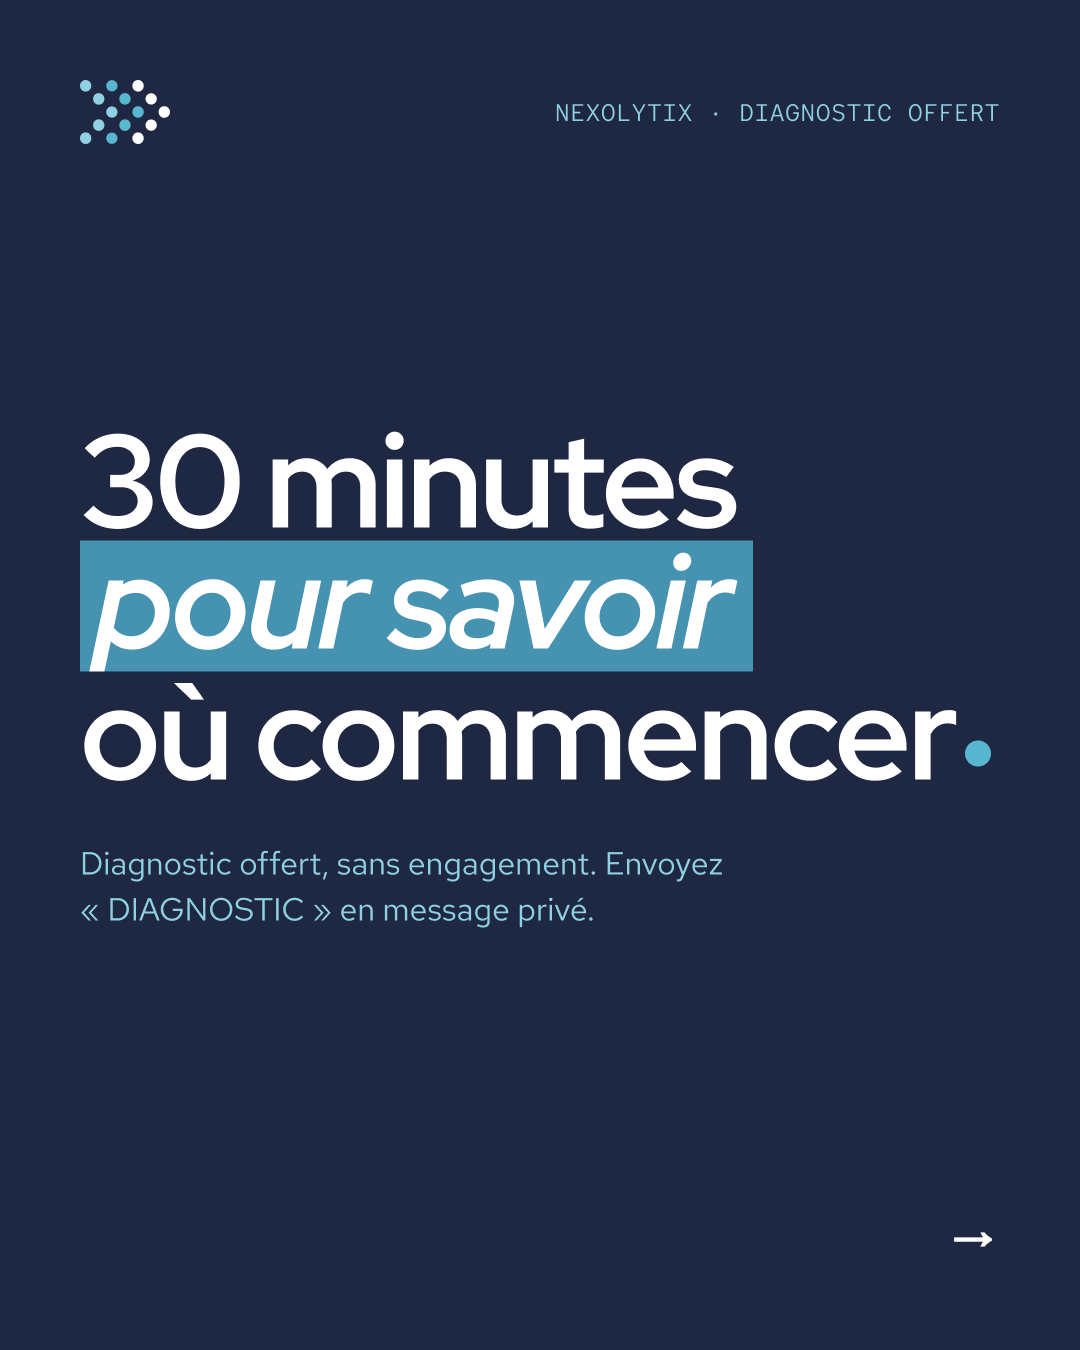 NEXOLYTIX · DIAGNOSTIC OFFERT
30 minutes
pour savoir
où commencer.
Diagnostic offert, sans engagement. Envoyez
« DIAGNOSTIC » en message privé.
→